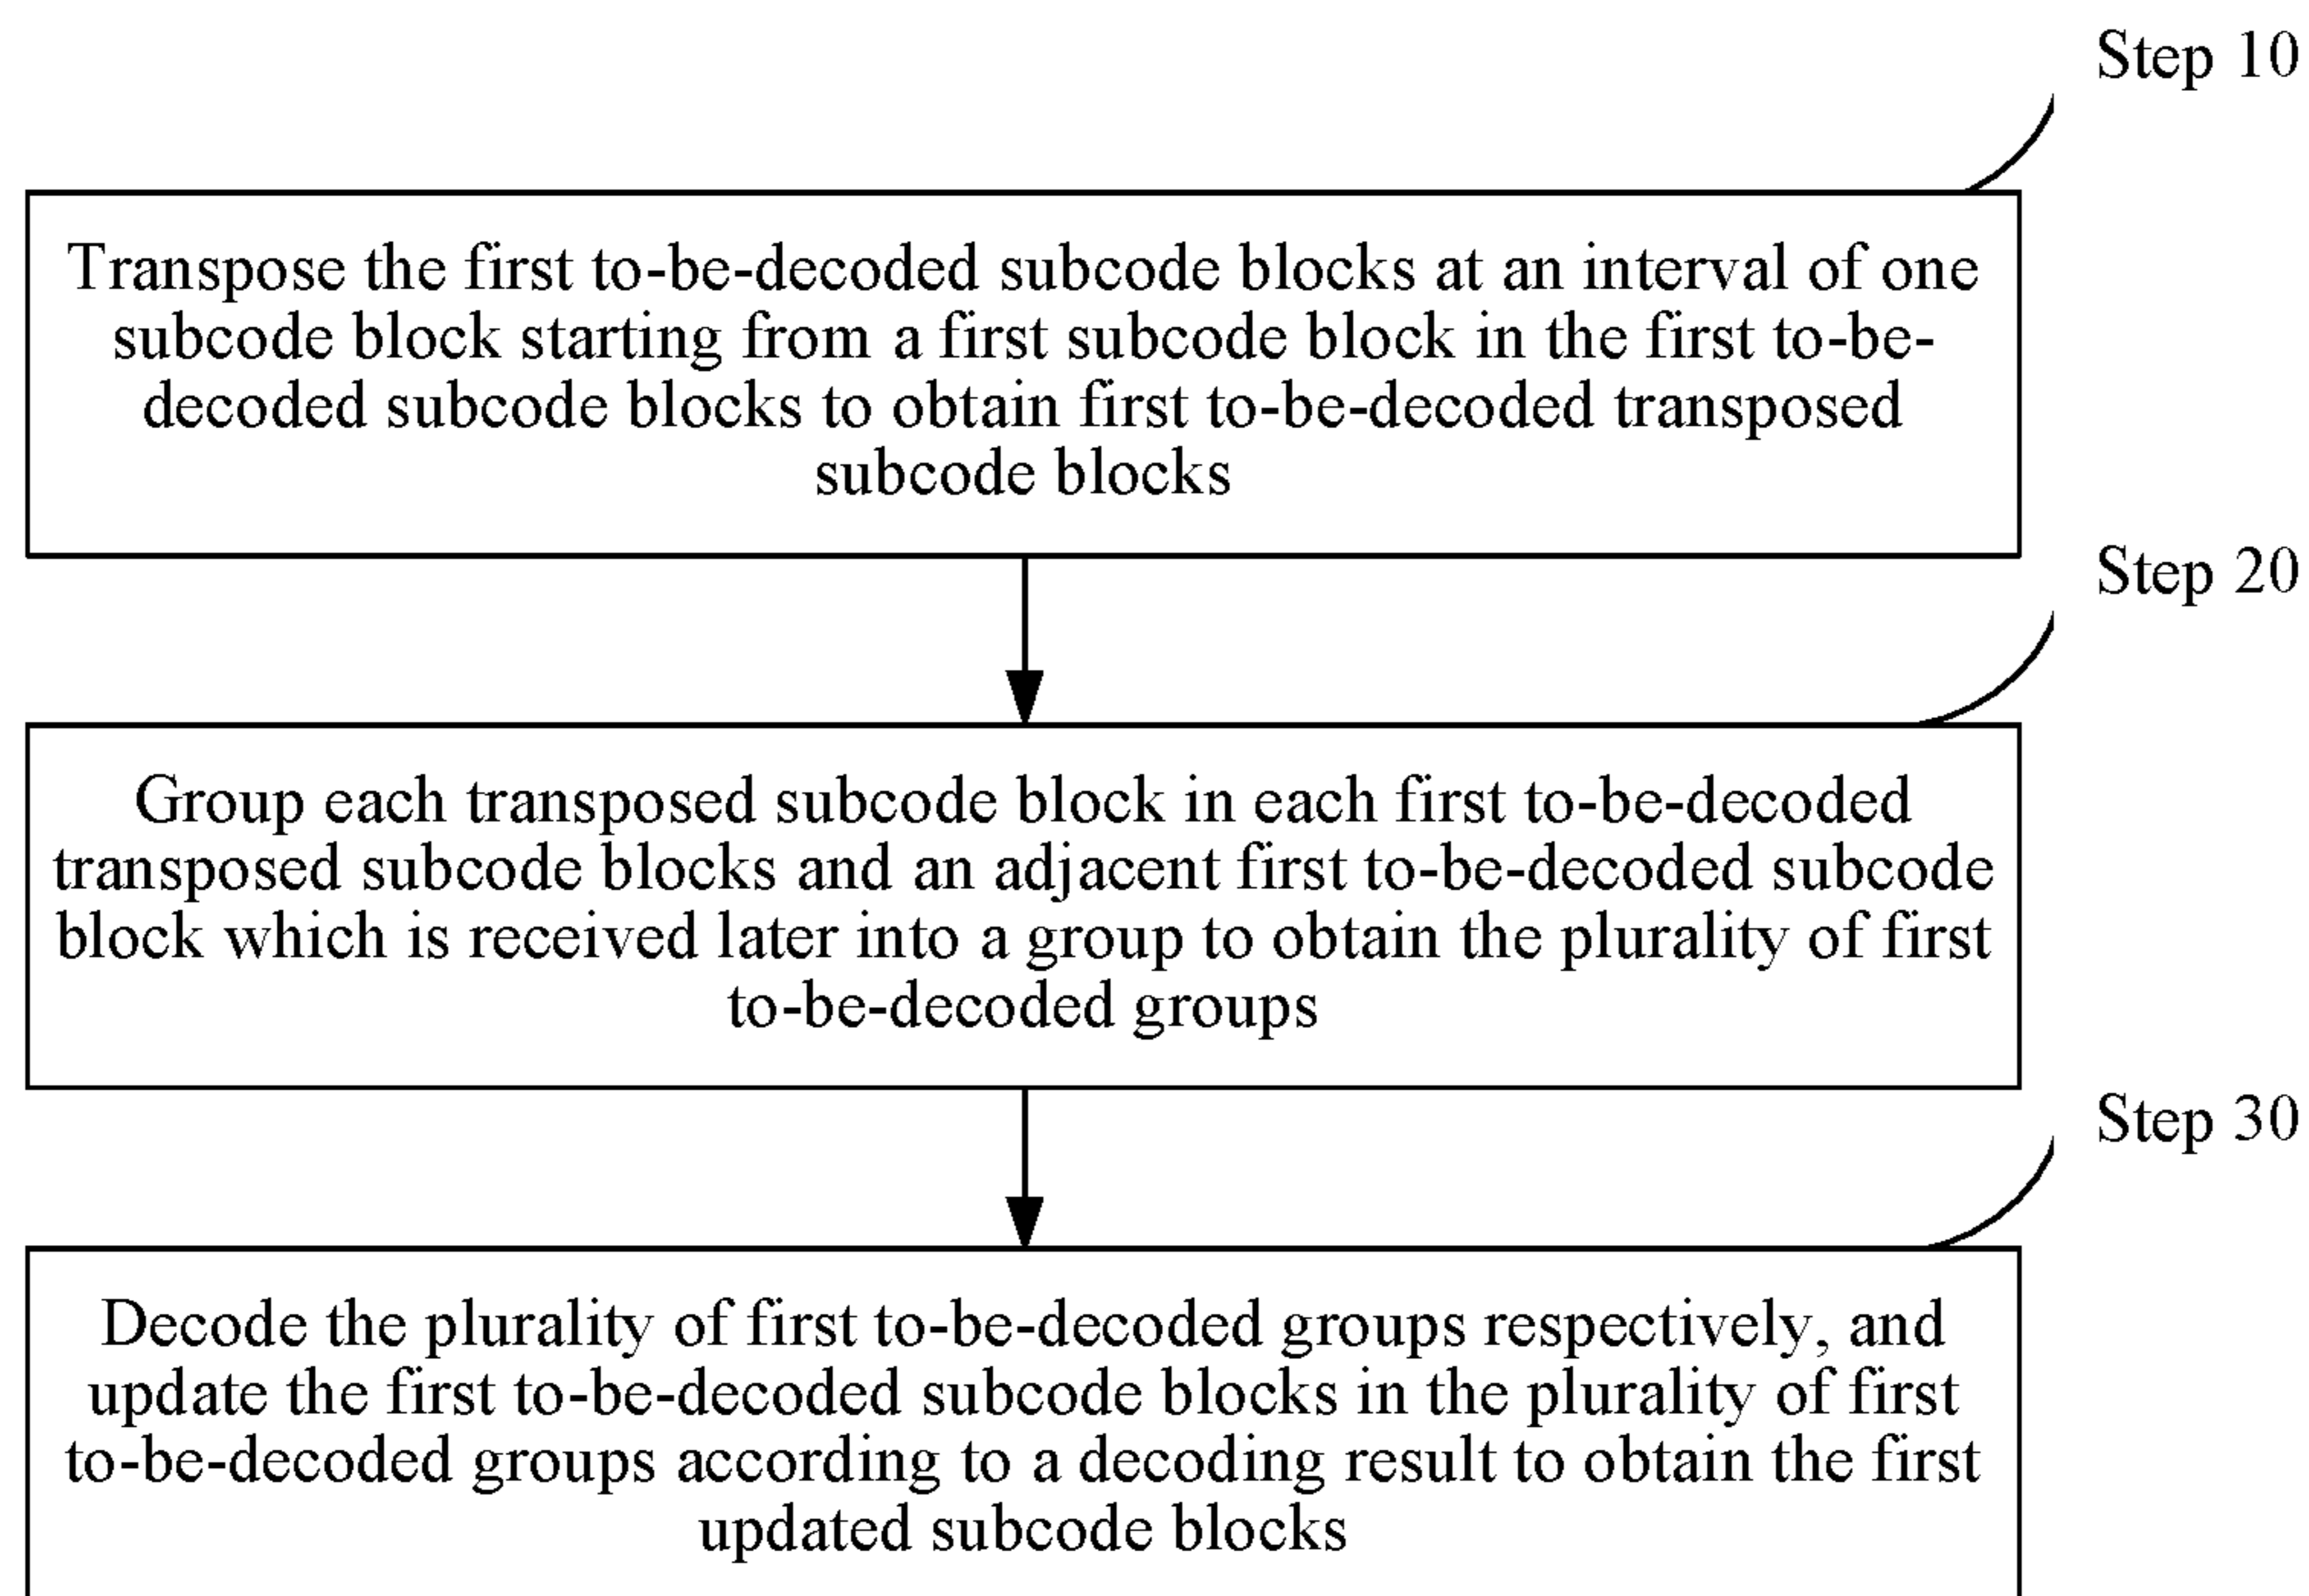 Step 10
Transpose the first to-be-decoded subcode blocks at an interval of one
subcode block starting from a first subcode block in the first to-be-
decoded subcode blocks to obtain first to-be-decoded transposed
subcode blocks
Step 20
Group each transposed subcode block in each first to-be-decoded
transposed subcode blocks and an adjacent first to-be-decoded subcode
block which is received later into a group to obtain the plurality of first
to-be-decoded groups
Step 30
Decode the plurality of first to-be-decoded groups respectively, and
update the first to-be-decoded subcode blocks in the plurality of first
to-be-decoded groups according to a decoding result to obtain the first
updated subcode blocks